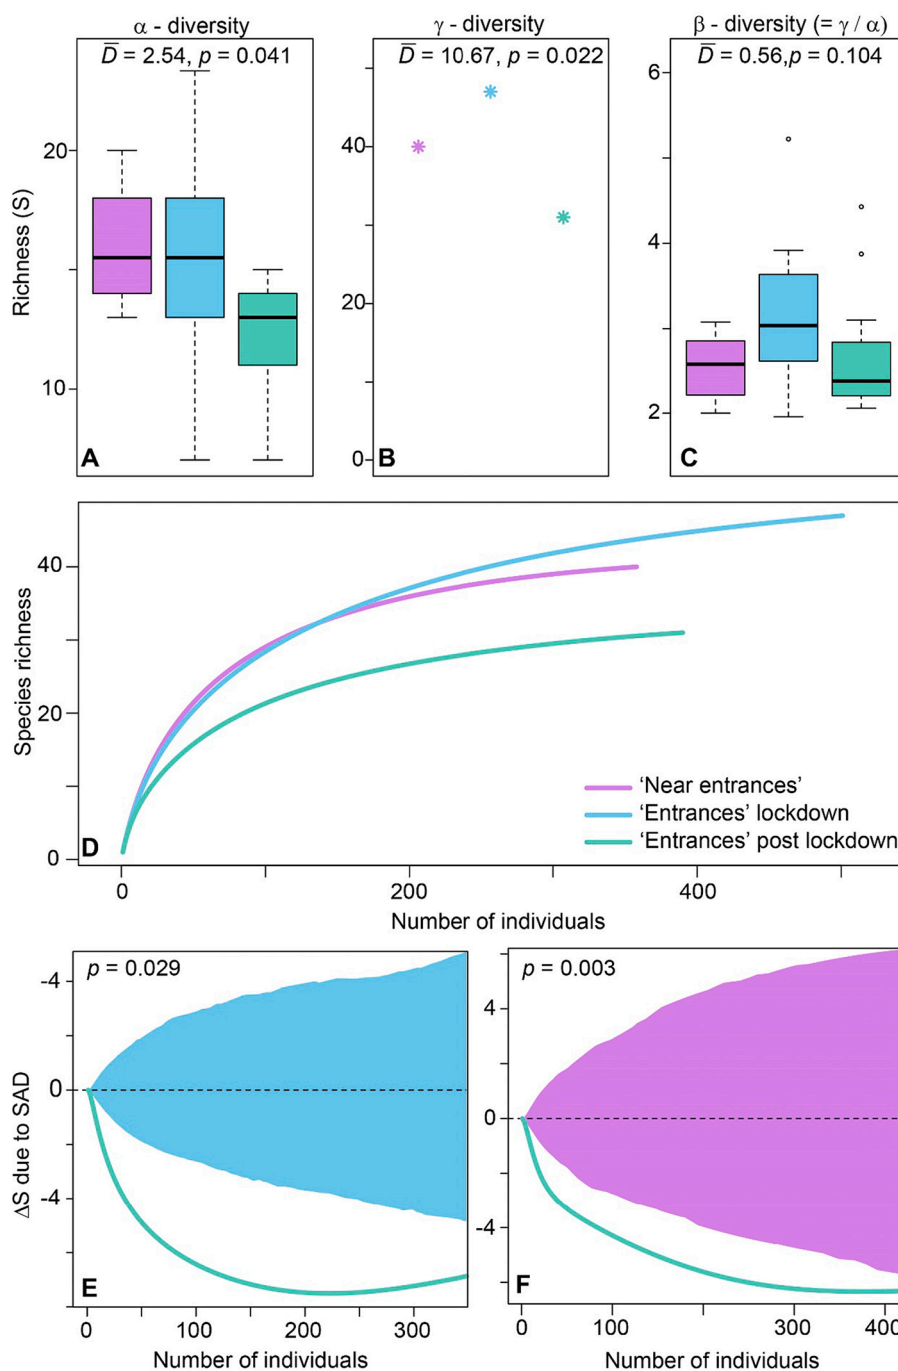 α - diversity
D̅ = 2.54, p = 0.041
Richness (S)
20
10
A
γ - diversity
D̅ = 10.67, p = 0.022
40
20
0
B
β - diversity (= γ / α)
D̅ = 0.56,p = 0.104
6
4
2
C
Species richness
40
20
0
D
'Near entrances'
'Entrances' lockdown
'Entrances' post lockdown
0
200
400
Number of individuals
p = 0.029
ΔS due to SAD
-4
0
-4
E
0
100
200
300
Number of individuals
p = 0.003
4
0
-4
F
0
100
300
400
Number of individuals